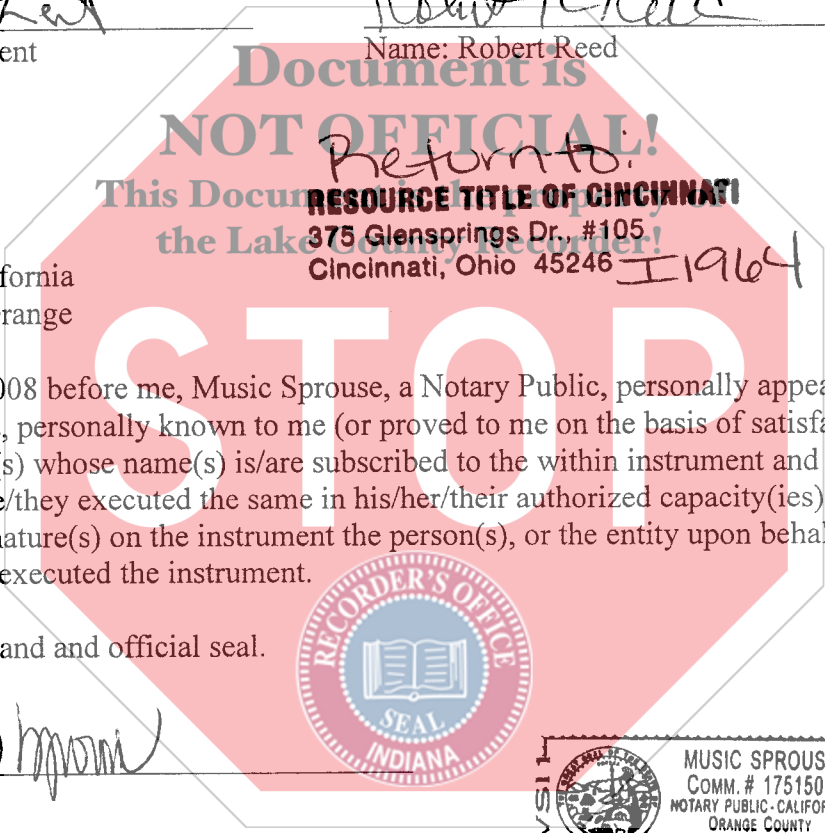 ent
Name: Robert Reed
Document is
NOT OFFICIAL!
This Document is the property of
the Lake County Recorder!
Return to:
RESOURCE TITLE OF CINCINNATI
375 Glensprings Dr., #105
Cincinnati, Ohio 45246 I1964
fornia
range
STOP
008 before me, Music Sprouse, a Notary Public, personally appea
, personally known to me (or proved to me on the basis of satisfa
(s) whose name(s) is/are subscribed to the within instrument and
e/they executed the same in his/her/their authorized capacity(ies)
nature(s) on the instrument the person(s), or the entity upon behal
executed the instrument.
and and official seal.
RECORDER'S OFFICE
SEAL
INDIANA
MUSIC SPROUS
COMM. # 175150
NOTARY PUBLIC-CALIFOR
ORANGE COUNTY